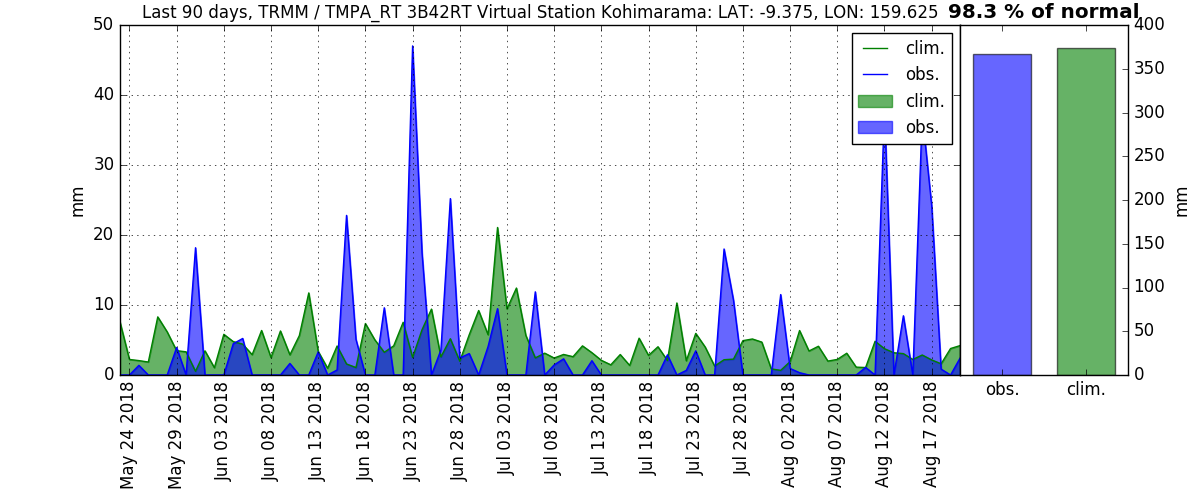 Last 90 days, TRMM / TMPA_RT 3B42RT Virtual Station Kohimarama: LAT: -9.375, LON: 159.625 98.3 % of normal
50
40
30
20
10
0
mm
clim.
obs.
clim.
obs.
400
350
300
250
200
150
100
50
0
mm
May 24 2018
May 29 2018
Jun 03 2018
Jun 08 2018
Jun 13 2018
Jun 18 2018
Jun 23 2018
Jun 28 2018
Jul 03 2018
Jul 08 2018
Jul 13 2018
Jul 18 2018
Jul 23 2018
Jul 28 2018
Aug 02 2018
Aug 07 2018
Aug 12 2018
Aug 17 2018
obs.
clim.